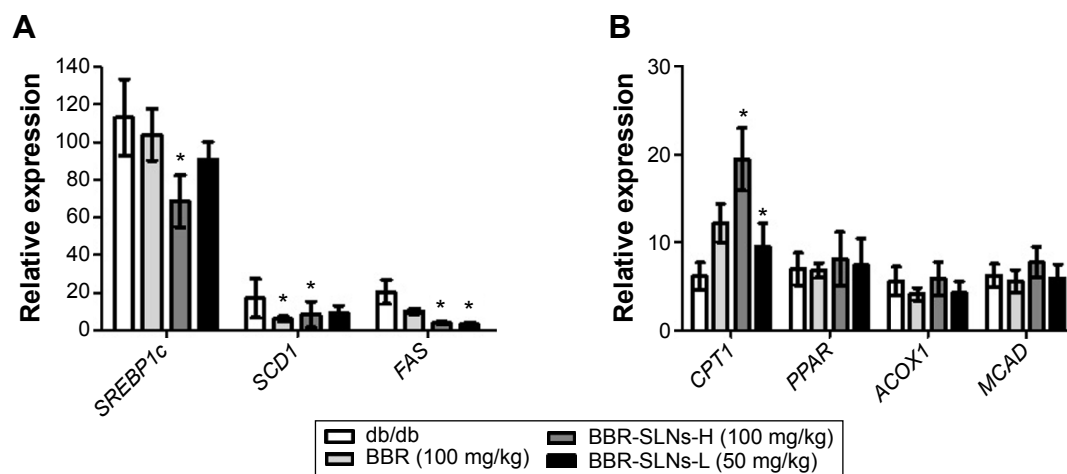 A
Relative expression
140
120
100
80
60
40
20
0
*
*
*
*
*
SREBP1c
SCD1
FAS
B
Relative expression
30
20
10
0
*
*
CPT1
PPAR
ACOX1
MCAD
db/db
BBR (100 mg/kg)
BBR-SLNs-H (100 mg/kg)
BBR-SLNs-L (50 mg/kg)